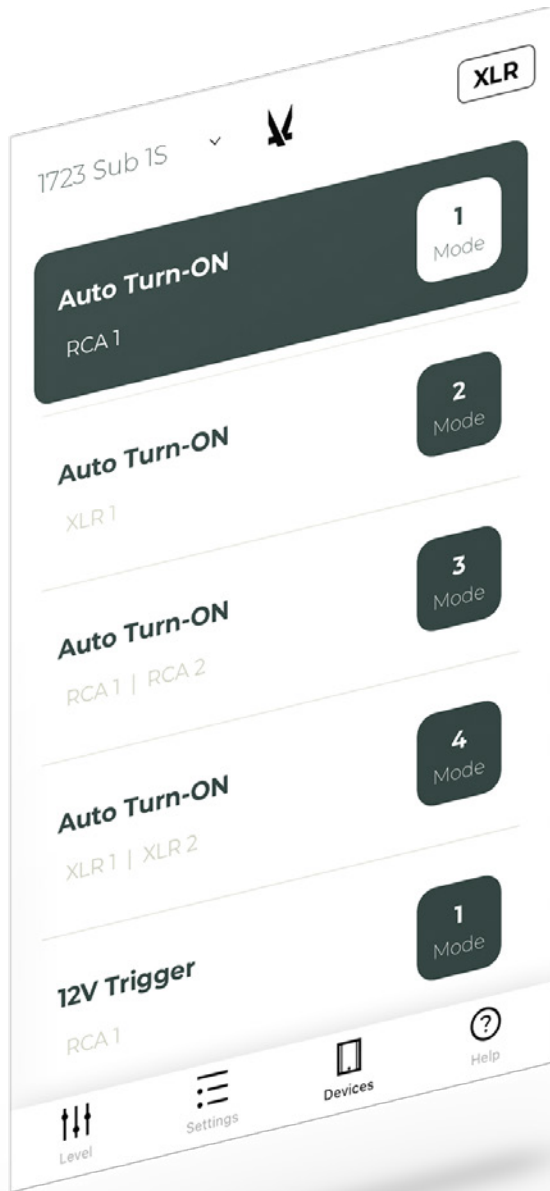 1723 Sub 1S
XLR
Auto Turn-ON
RCA 1
1
Mode
Auto Turn-ON
XLR 1
2
Mode
Auto Turn-ON
RCA 1 | RCA 2
3
Mode
Auto Turn-ON
XLR 1 | XLR 2
4
Mode
12V Trigger
RCA 1
1
Mode
Level
Settings
Devices
Help